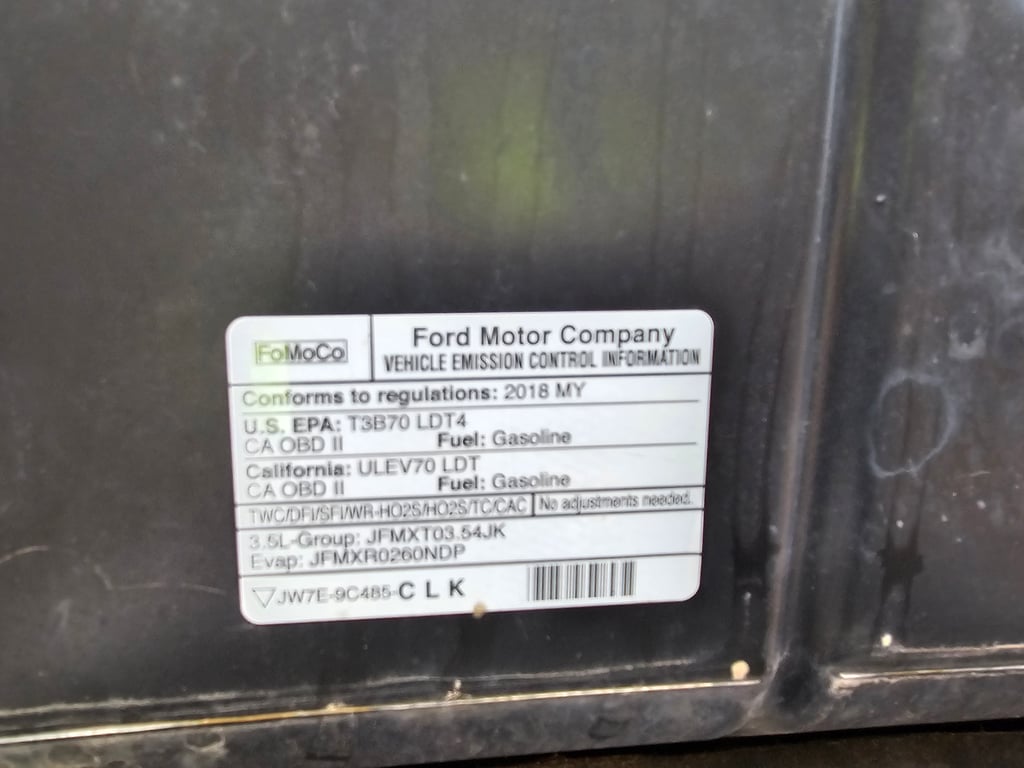 FoMoCo
Ford Motor Company
VEHICLE EMISSION CONTROL INFORMATION
Conforms to regulations: 2018 MY
U.S. EPA: T3B70 LDT4
CA OBD II Fuel: Gasoline
California: ULEV70 LDT
CA OBD II Fuel: Gasoline
TWC/DFI/SFI/WR-HO2S/HO2S/TC/CAC No adjustments needed.
3.5L-Group: JFMXT03.54JK
Evap: JFMXR0260NDP
JW7E-9C485-CLK